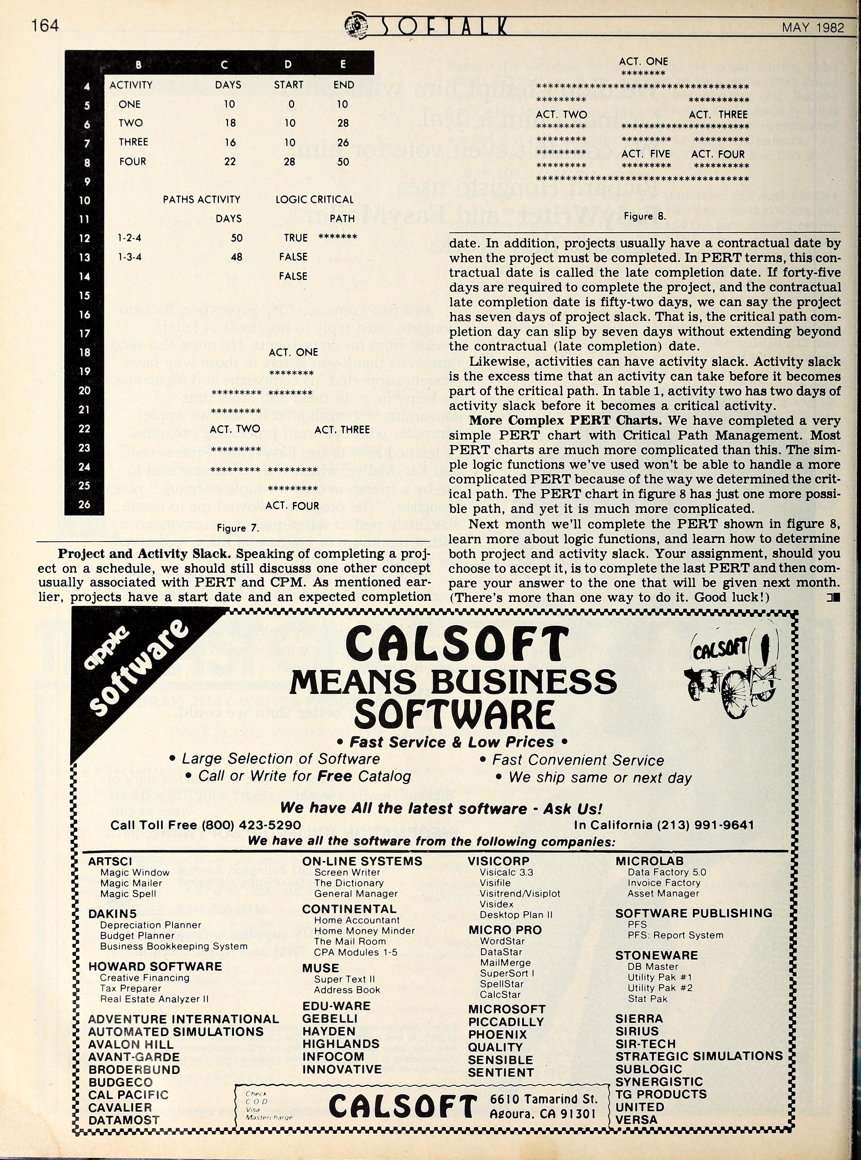 164
SOFTALK
MAY 1982
B C D E
4 ACTIVITY DAYS START END
5 ONE 10 0 10
6 TWO 18 10 28
7 THREE 16 10 26
8 FOUR 22 28 50
9
10 PATHS ACTIVITY LOGIC CRITICAL
11 DAYS PATH
12 1-2-4 50 TRUE *******
13 1-3-4 48 FALSE
14 FALSE
15
16
17
18 ACT. ONE
19 ********
20 ********* ********
21 *********
22 ACT. TWO ACT. THREE
23 *********
24 ********* *********
25 *********
26 ACT. FOUR
Figure 7.
Project and Activity Slack. Speaking of completing a proj-
ect on a schedule, we should still discusss one other concept
usually associated with PERT and CPM. As mentioned ear-
lier, projects have a start date and an expected completion
ACT. ONE
********
**********************************
******** **********
ACT. TWO ACT. THREE
******** ********************
******** ******** *********
******** ACT. FIVE ACT. FOUR
******** ******** *********
**********************************
Figure 8.
date. In addition, projects usually have a contractual date by
when the project must be completed. In PERT terms, this con-
tractual date is called the late completion date. If forty-five
days are required to complete the project, and the contractual
late completion date is fifty-two days, we can say the project
has seven days of project slack. That is, the critical path com-
pletion day can slip by seven days without extending beyond
the contractual (late completion) date.
Likewise, activities can have activity slack. Activity slack
is the excess time that an activity can take before it becomes
part of the critical path. In table 1, activity two has two days of
activity slack before it becomes a critical activity.
More Complex PERT Charts. We have completed a very
simple PERT chart with Critical Path Management. Most
PERT charts are much more complicated than this. The sim-
ple logic functions we've used won't be able to handle a more
complicated PERT because of the way we determined the crit-
ical path. The PERT chart in figure 8 has just one more possi-
ble path, and yet it is much more complicated.
Next month we'll complete the PERT shown in figure 8,
learn more about logic functions, and learn how to determine
both project and activity slack. Your assignment, should you
choose to accept it, is to complete the last PERT and then com-
pare your answer to the one that will be given next month.
(There's more than one way to do it. Good luck!)
apple
software
CALSOFT
MEANS BUSINESS
SOFTWARE
CALSOFT
• Fast Service & Low Prices •
• Large Selection of Software • Fast Convenient Service
• Call or Write for Free Catalog • We ship same or next day
We have All the latest software - Ask Us!
Call Toll Free (800) 423-5290 In California (213) 991-9641
We have all the software from the following companies:
ARTSCI
Magic Window
Magic Mailer
Magic Spell
DAKIN5
Depreciation Planner
Budget Planner
Business Bookkeeping System
HOWARD SOFTWARE
Creative Financing
Tax Preparer
Real Estate Analyzer II
ADVENTURE INTERNATIONAL
AUTOMATED SIMULATIONS
AVALON HILL
AVANT-GARDE
BRODERBUND
BUDGECO
CAL PACIFIC
CAVALIER
DATAMOST
ON-LINE SYSTEMS
Screen Writer
The Dictionary
General Manager
CONTINENTAL
Home Accountant
Home Money Minder
The Mail Room
CPA Modules 1-5
MUSE
Super Text II
Address Book
EDU-WARE
GEBELLI
HAYDEN
HIGHLANDS
INFOCOM
INNOVATIVE
VISICORP
Visicalc 3.3
Visifile
Visitrend/Visiplot
Visidex
Desktop Plan II
MICRO PRO
WordStar
DataStar
MailMerge
SuperSort I
SpellStar
CalcStar
MICROSOFT
PICCADILLY
PHOENIX
QUALITY
SENSIBLE
SENTIENT
MICROLAB
Data Factory 5.0
Invoice Factory
Asset Manager
SOFTWARE PUBLISHING
PFS
PFS: Report System
STONEWARE
DB Master
Utility Pak #1
Utility Pak #2
Stat Pak
SIERRA
SIRIUS
SIR-TECH
STRATEGIC SIMULATIONS
SUBLOGIC
SYNERGISTIC
TG PRODUCTS
UNITED
VERSA
Check
C O D
Visa
Mastercharge
CALSOFT
6610 Tamarind St.
Agoura, CA 91301